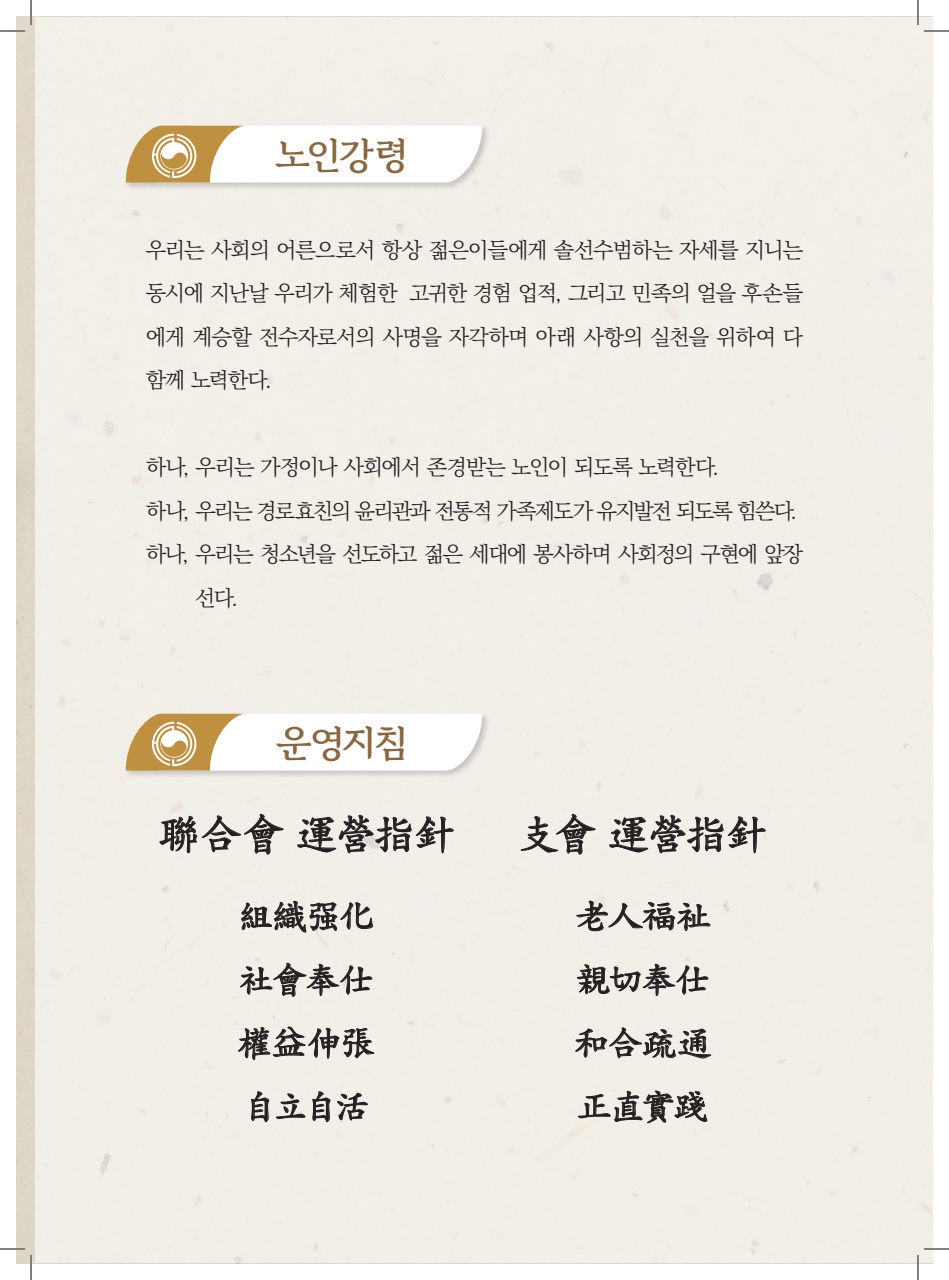 노인강령
우리는 사회의 어른으로서 항상 젊은이들에게 솔선수범하는 자세를 지니는
동시에 지난날 우리가 체험한 고귀한 경험 업적, 그리고 민족의 얼을 후손들
에게 계승할 전수자로서의 사명을 자각하며 아래 사항의 실천을 위하여 다
함께 노력한다.
하나, 우리는 가정이나 사회에서 존경받는 노인이 되도록 노력한다.
하나, 우리는 경로효친의 윤리관과 전통적 가족제도가 유지발전 되도록 힘쓴다.
하나, 우리는 청소년을 선도하고 젊은 세대에 봉사하며 사회정의 구현에 앞장
선다.
운영지침
聯合會 運營指針
組織强化
社會奉仕
權益伸張
自立自活
支會 運營指針
老人福祉
親切奉仕
和合疏通
正直實踐